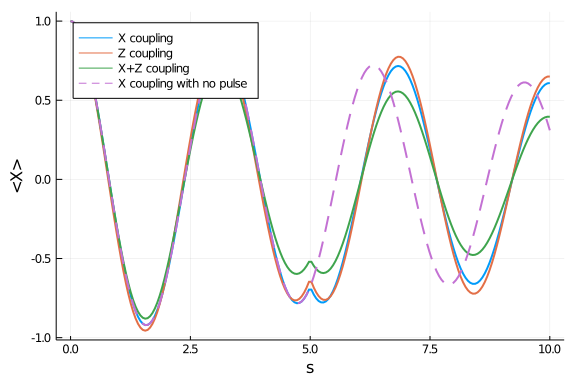 1.0
0.5
0.0
-0.5
-1.0
<X>
X coupling
Z coupling
X+Z coupling
X coupling with no pulse
0.0 2.5 5.0 7.5 10.0
s